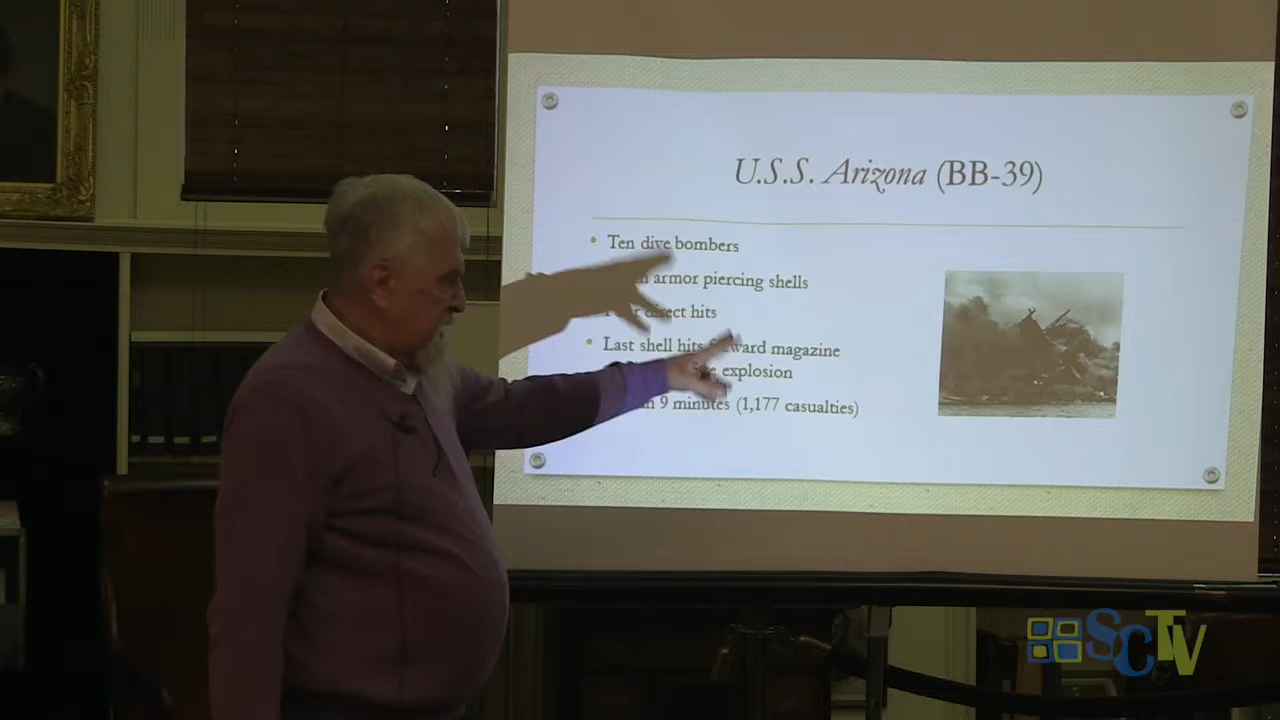 U.S.S. Arizona (BB-39)
• Ten dive bombers
armor piercing shells
direct hits
• Last shell hits forward magazine
explosion
9 minutes (1,177 casualties)
SCTV